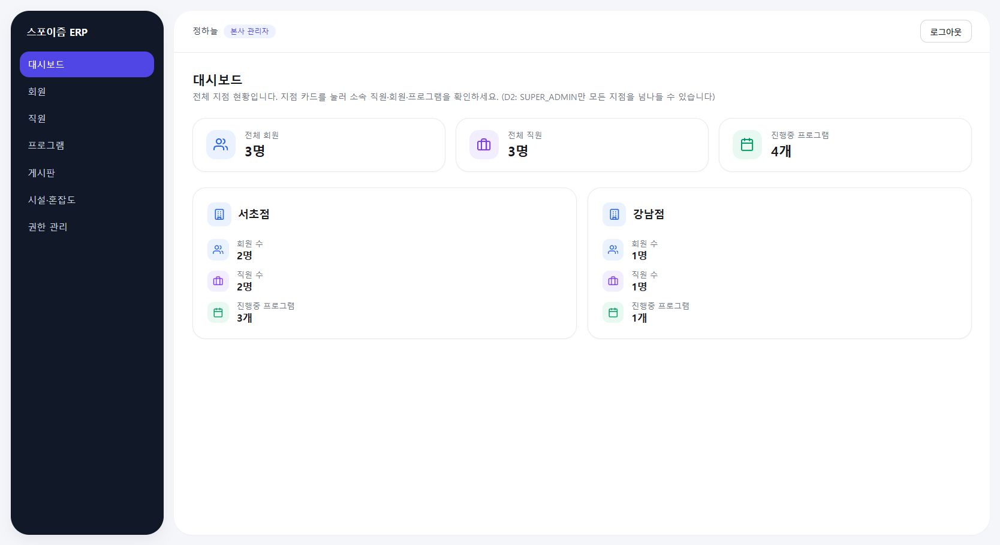 스포이즘 ERP
대시보드
회원
직원
프로그램
게시판
시설·혼잡도
권한 관리
정하늘
본사 관리자
로그아웃
대시보드
전체 지점 현황입니다. 지점 카드를 눌러 소속 직원·회원·프로그램을 확인하세요. (D2: SUPER_ADMIN만 모든 지점을 넘나들 수 있습니다)
전체 회원
3명
전체 직원
3명
진행중 프로그램
4개
서초점
회원 수
2명
직원 수
2명
진행중 프로그램
3개
강남점
회원 수
1명
직원 수
1명
진행중 프로그램
1개